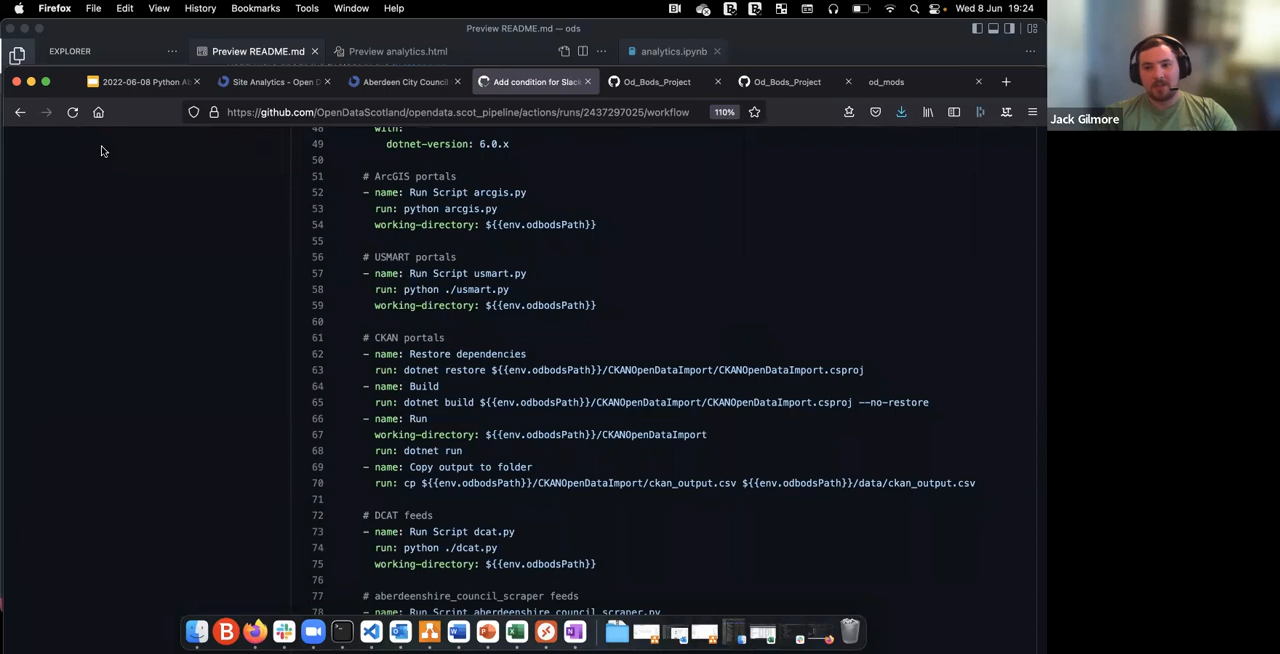 Firefox File Edit View History Bookmarks Tools Window Help Wed 8 Jun 19:24
Preview README.md — ods
EXPLORER ··· Preview README.md Preview analytics.html ··· analytics.ipynb ···
2022-06-08 Python Ab Site Analytics - Open D Aberdeen City Council Add condition for Slack Od_Bods_Project Od_Bods_Project od_mods
https://github.com/OpenDataScotland/opendata.scot_pipeline/actions/runs/2437297025/workflow 110%
Jack Gilmore
48 with:
49 dotnet-version: 6.0.x
50
51 # ArcGIS portals
52 - name: Run Script arcgis.py
53 run: python arcgis.py
54 working-directory: ${{env.odbodsPath}}
55
56 # USMART portals
57 - name: Run Script usmart.py
58 run: python ./usmart.py
59 working-directory: ${{env.odbodsPath}}
60
61 # CKAN portals
62 - name: Restore dependencies
63 run: dotnet restore ${{env.odbodsPath}}/CKANOpenDataImport/CKANOpenDataImport.csproj
64 - name: Build
65 run: dotnet build ${{env.odbodsPath}}/CKANOpenDataImport/CKANOpenDataImport.csproj --no-restore
66 - name: Run
67 working-directory: ${{env.odbodsPath}}/CKANOpenDataImport
68 run: dotnet run
69 - name: Copy output to folder
70 run: cp ${{env.odbodsPath}}/CKANOpenDataImport/ckan_output.csv ${{env.odbodsPath}}/data/ckan_output.csv
71
72 # DCAT feeds
73 - name: Run Script dcat.py
74 run: python ./dcat.py
75 working-directory: ${{env.odbodsPath}}
76
77 # aberdeenshire_council_scraper feeds
78 - name: Run Script aberdeenshire_council_scraper.py